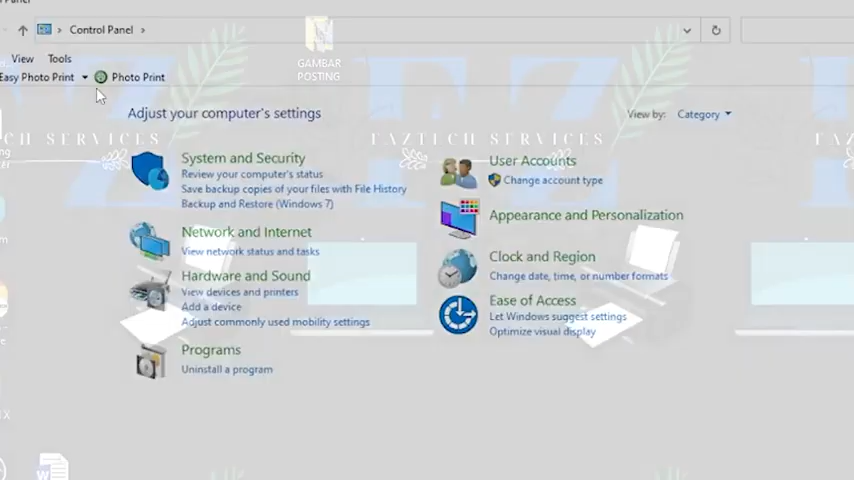 Control Panel
View Tools
Easy Photo Print Photo Print
GAMBAR
POSTING
Adjust your computer's settings
View by: Category
TECH SERVICES
FAZTECH SERVICES
System and Security
Review your computer's status
Save backup copies of your files with File History
Backup and Restore (Windows 7)
Network and Internet
View network status and tasks
Hardware and Sound
View devices and printers
Add a device
Adjust commonly used mobility settings
Programs
Uninstall a program
User Accounts
Change account type
Appearance and Personalization
Clock and Region
Change date, time, or number formats
Ease of Access
Let Windows suggest settings
Optimize visual display